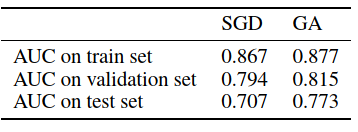 SGD GA
AUC on train set 0.867 0.877
AUC on validation set 0.794 0.815
AUC on test set 0.707 0.773